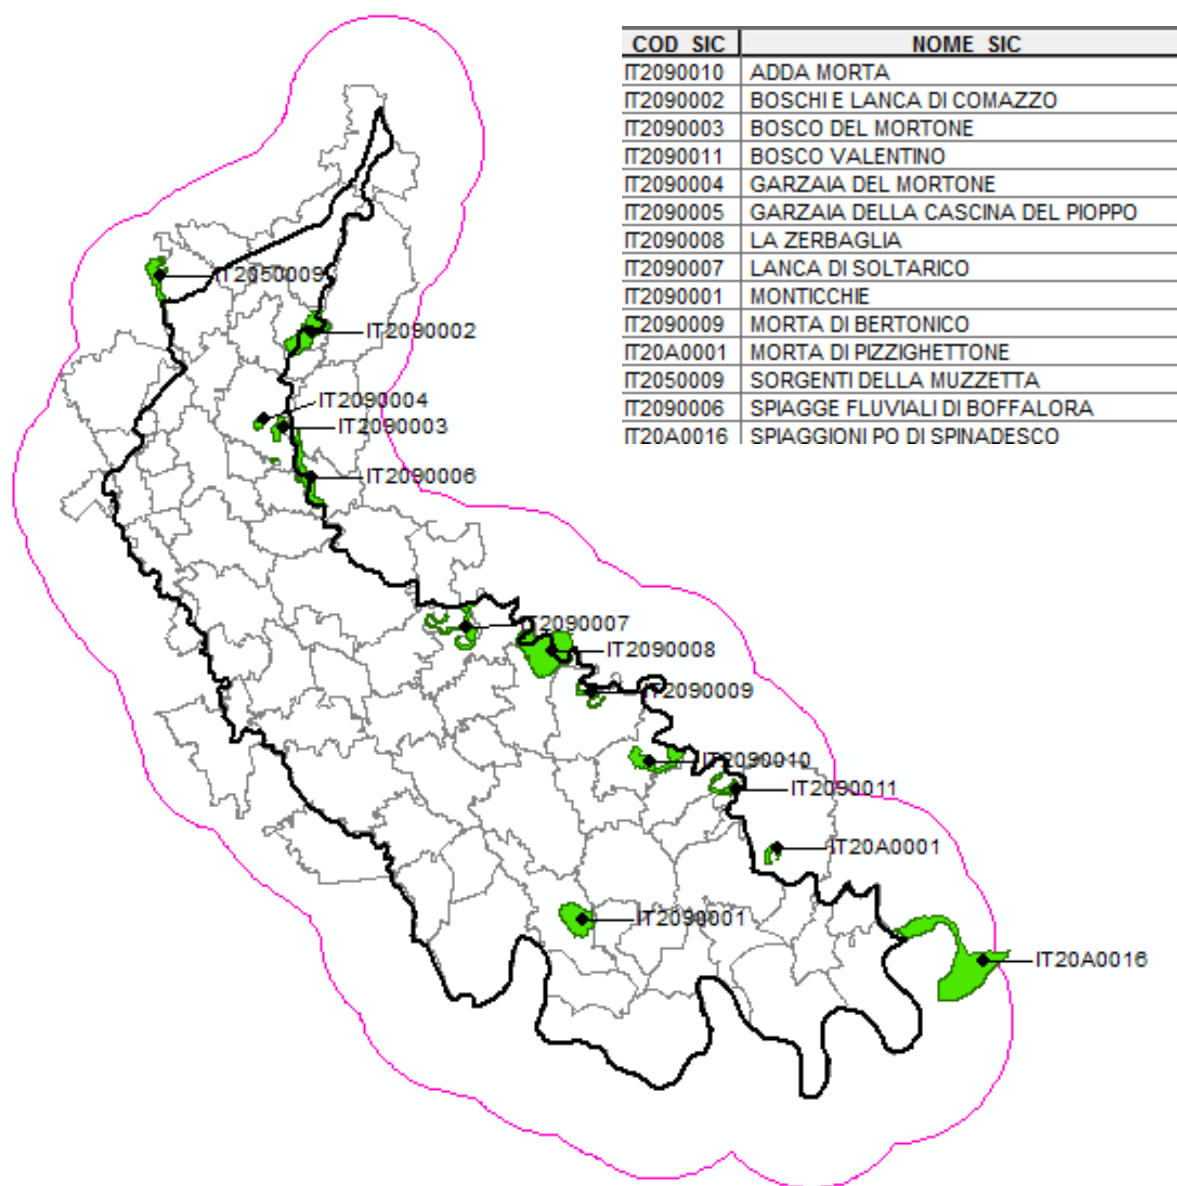 COD_SIC NOME_SIC
IT2090010 ADDA MORTA
IT2090002 BOSCHI E LANCA DI COMAZZO
IT2090003 BOSCO DEL MORTONE
IT2090011 BOSCO VALENTINO
IT2090004 GARZAIA DEL MORTONE
IT2090005 GARZAIA DELLA CASCINA DEL PIOPPO
IT2090008 LA ZERBAGLIA
IT2090007 LANCA DI SOLTARICO
IT2090001 MONTICCHIE
IT2090009 MORTA DI BERTONICO
IT20A0001 MORTA DI PIZZIGHETTONE
IT2050009 SORGENTI DELLA MUZZETTA
IT2090006 SPIAGGE FLUVIALI DI BOFFALORA
IT20A0016 SPIAGGIONI PO DI SPINADESCO
IT2050009
IT2090002
IT2090004
IT2090003
IT2090006
IT2090007
IT2090008
IT2090009
IT2090010
IT2090011
IT20A0001
IT2090001
IT20A0016